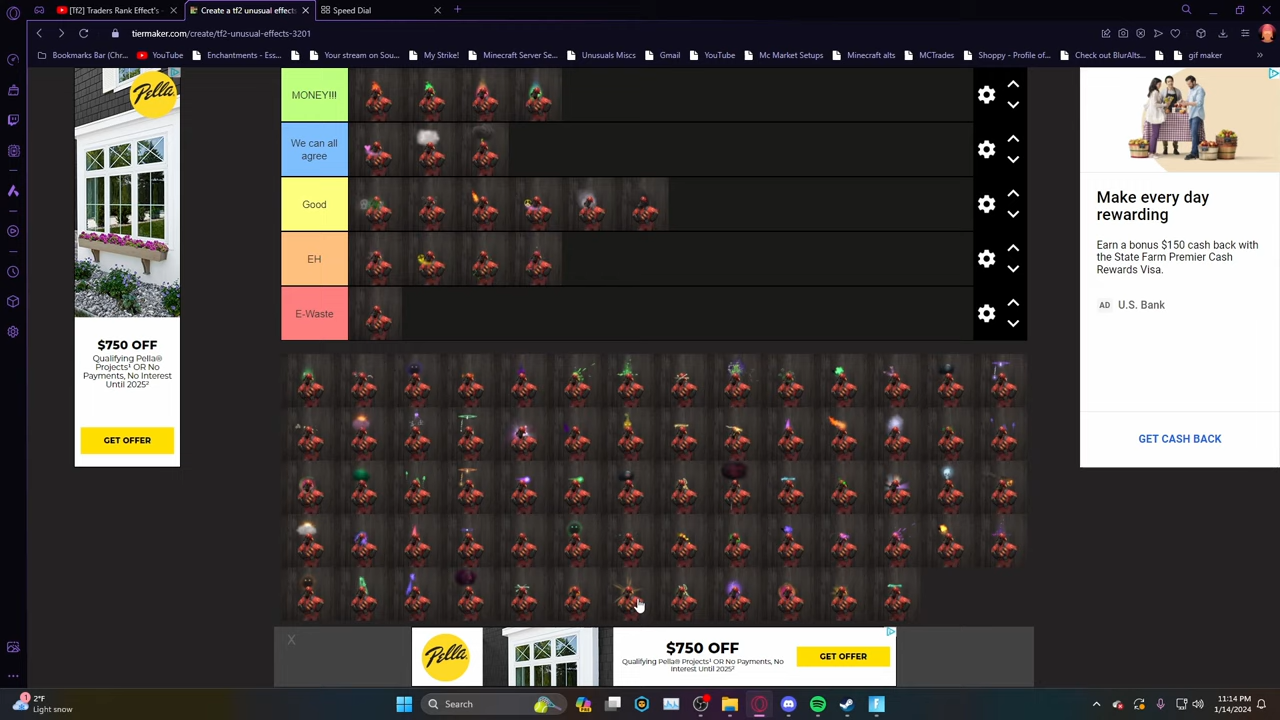 [Tf2] Traders Rank Effect's -
Create a tf2 unusual effects
Speed Dial
tiermaker.com/create/tf2-unusual-effects-3201
Bookmarks Bar (Chr...
YouTube
Enchantments - Ess...
Your stream on Sou...
My Strike!
Minecraft Server Se...
Unusuals Miscs
Gmail
YouTube
Mc Market Setups
Minecraft alts
MCTrades
Shoppy - Profile of...
Check out BlurAlts...
gif maker
Pella
$750 OFF
Qualifying Pella®
Projects¹ OR No
Payments, No Interest
Until 2025²
GET OFFER
MONEY!!!
We can all
agree
Good
EH
E-Waste
Make every day
rewarding
Earn a bonus $150 cash back with
the State Farm Premier Cash
Rewards Visa.
AD U.S. Bank
GET CASH BACK
X
Pella
$750 OFF
Qualifying Pella® Projects¹ OR No Payments, No
Interest Until 2025²
GET OFFER
2°F
Light snow
Search
11:14 PM
1/14/2024